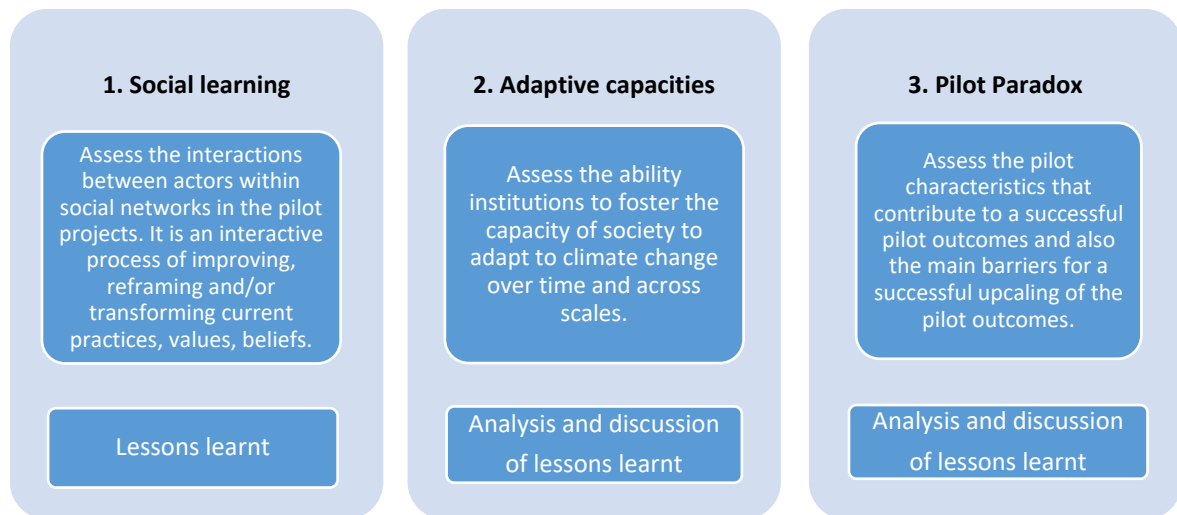 1. Social learning
Assess the interactions
between actors within
social networks in the pilot
projects. It is an interactive
process of improving,
reframing and/or
transforming current
practices, values, beliefs.
Lessons learnt
2. Adaptive capacities
Assess the ability
institutions to foster the
capacity of society to
adapt to climate change
over time and across
scales.
Analysis and discussion
of lessons learnt
3. Pilot Paradox
Assess the pilot
characteristics that
contribute to a successful
pilot outcomes and also
the main barriers for a
successful upcaling of the
pilot outcomes.
Analysis and discussion
of lessons learnt